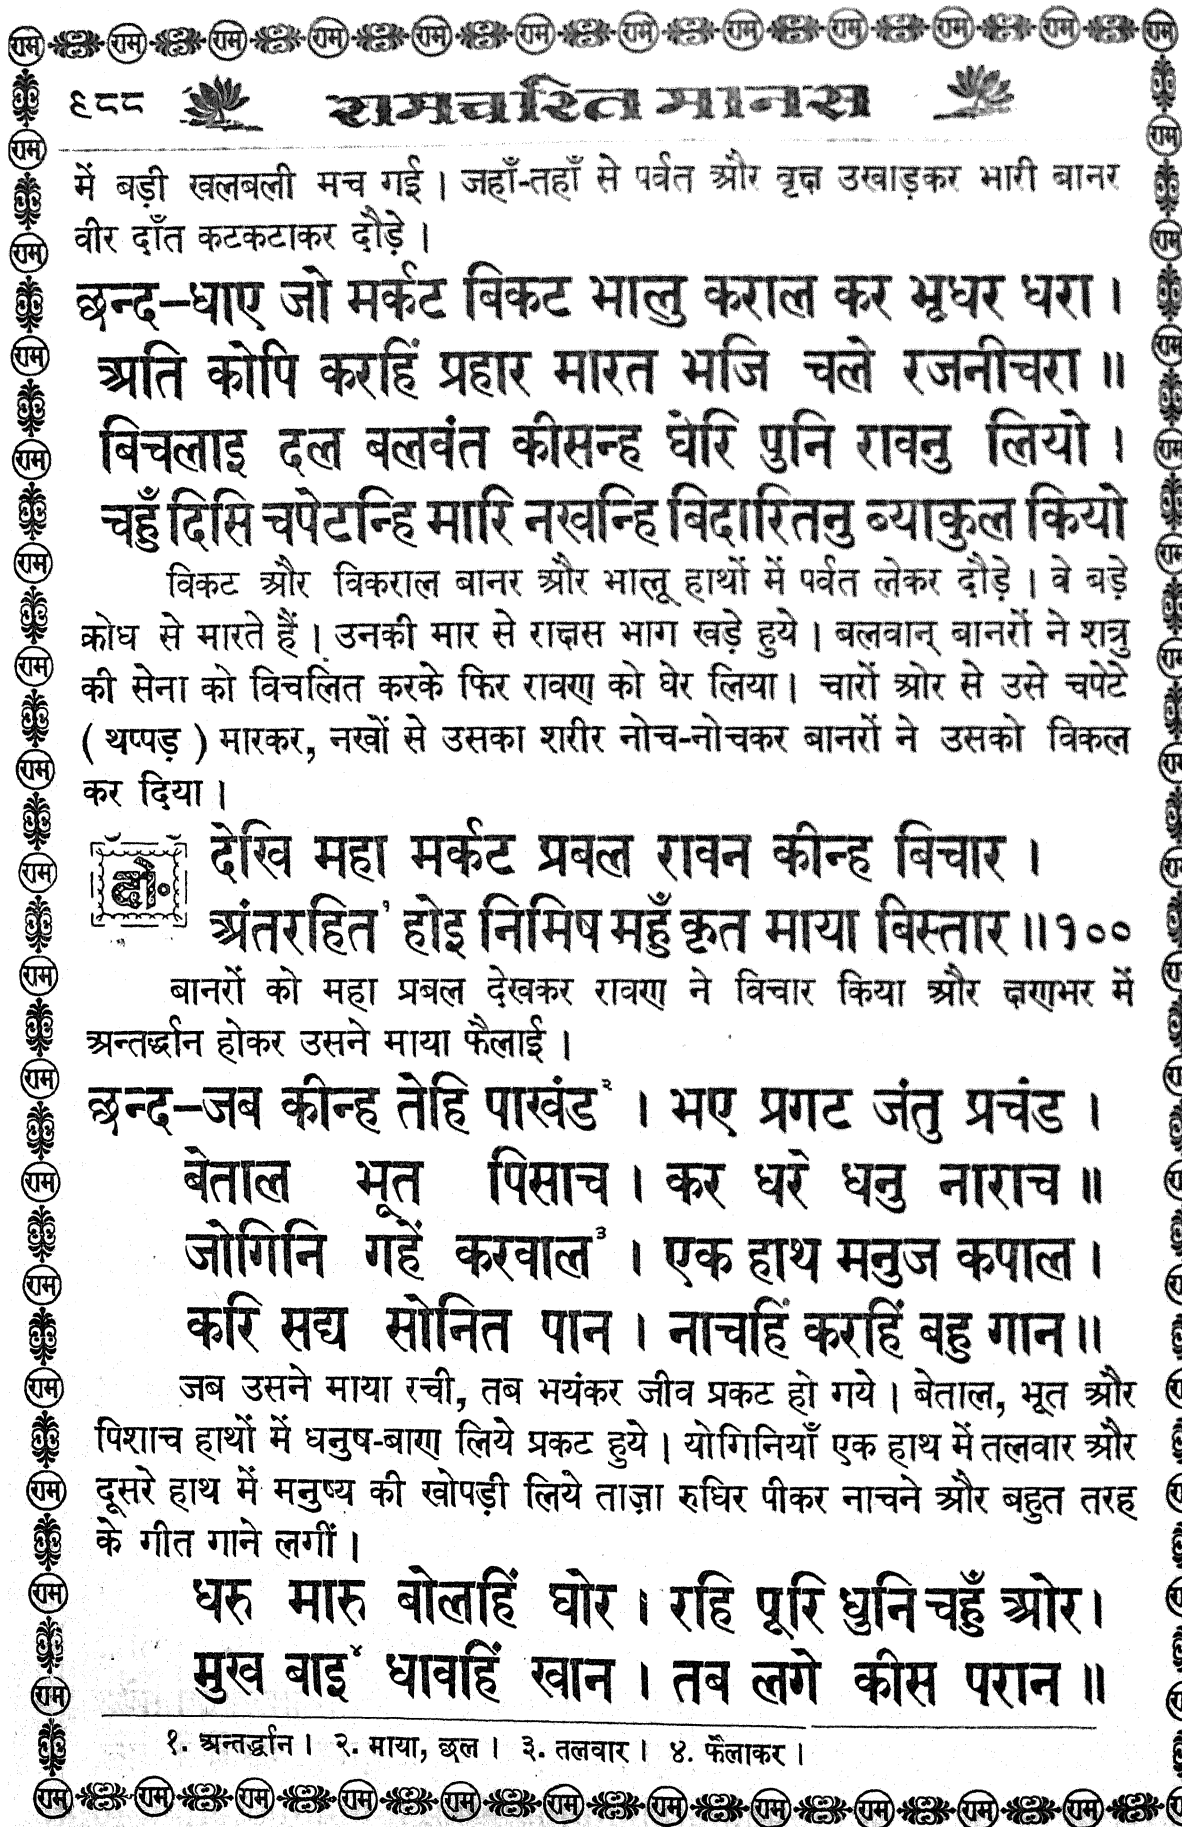 ९८८ रामचरितमानस
में बड़ी खलबली मच गई । जहाँ-तहाँ से पर्वत और वृक्ष उखाड़कर भारी बानर
वीर दाँत कटकटाकर दौड़े ।
छन्द–धाए जो मर्कट बिकट भालु कराल कर भूधर धरा ।
अति कोपि करहिं प्रहार मारत भजि चले रजनीचरा ॥
बिचलाइ दल बलवंत कीसन्ह घेरि पुनि रावनु लियो ।
चहुँ दिसि चपेटन्हि मारि नखन्हि बिदारि तनु ब्याकुल कियो
विकट और विकराल बानर और भालू हाथों में पर्वत लेकर दौड़े । वे बड़े
क्रोध से मारते हैं । उनकी मार से राक्षस भाग खड़े हुये । बलवान् बानरों ने शत्रु
की सेना को विचलित करके फिर रावण को घेर लिया । चारों ओर से उसे चपेटे
( थप्पड़ ) मारकर, नखों से उसका शरीर नोच-नोचकर बानरों ने उसको विकल
कर दिया ।
दो॰ देखि महा मर्कट प्रबल रावन कीन्ह बिचार ।
अंतरहित१ होइ निमिष महुँ कृत माया बिस्तार ॥१००
बानरों को महा प्रबल देखकर रावण ने विचार किया और क्षणभर में
अन्तर्द्धान होकर उसने माया फैलाई ।
छन्द–जब कीन्ह तेहि पाखंड२ । भए प्रगट जंतु प्रचंड ।
बेताल भूत पिसाच । कर धरें धनु नाराच ॥
जोगिनि गहें करवाल३ । एक हाथ मनुज कपाल ।
करि सद्य सोनित पान । नाचहिं करहिं बहु गान ॥
जब उसने माया रची, तब भयंकर जीव प्रकट हो गये । बेताल, भूत और
पिशाच हाथों में धनुष-बाण लिये प्रकट हुये । योगिनियाँ एक हाथ में तलवार और
दूसरे हाथ में मनुष्य की खोपड़ी लिये ताज़ा रुधिर पीकर नाचने और बहुत तरह
के गीत गाने लगीं ।
धरु मारु बोलहिं घोर । रहि पूरि धुनि चहुँ ओर ।
मुख बाइ४ धावहिं खान । तब लगे कीस परान ॥
१. अन्तर्द्धान । २. माया, छल । ३. तलवार । ४. फैलाकर ।